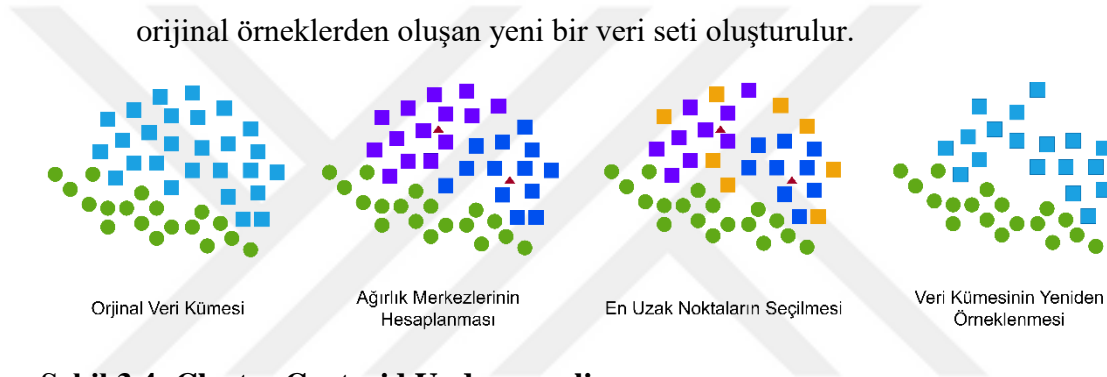 orijinal örneklerden oluşan yeni bir veri seti oluşturulur.
Orjinal Veri Kümesi
Ağırlık Merkezlerinin
Hesaplanması
En Uzak Noktaların Seçilmesi
Veri Kümesinin Yeniden
Örneklenmesi